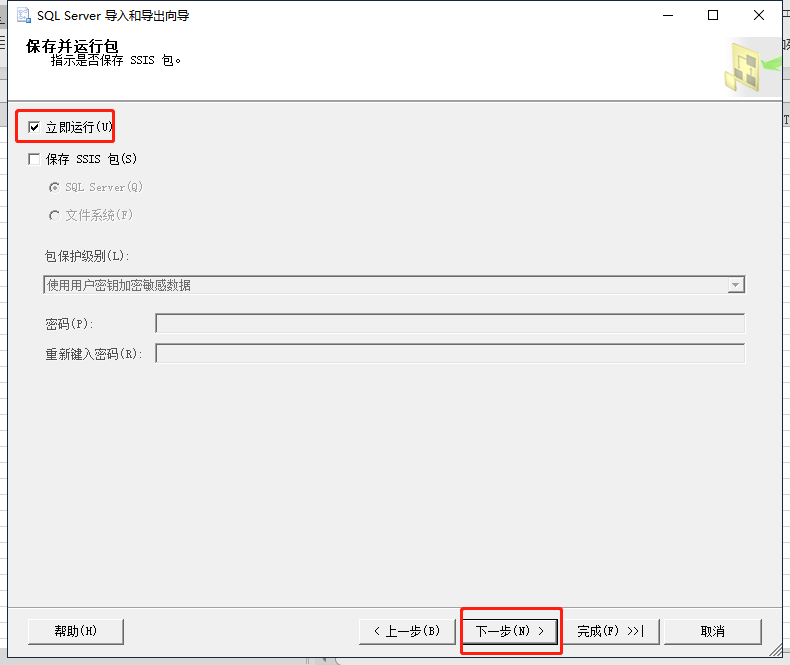 SQL Server 导入和导出向导
保存并运行包
指示是否保存 SSIS 包。
立即运行(U)
保存 SSIS 包(S)
SQL Server(Q)
文件系统(F)
包保护级别(L):
使用用户密钥加密敏感数据
密码(P):
重新键入密码(R):
帮助(H)
< 上一步(B)
下一步(N) >
完成(F) >>|
取消